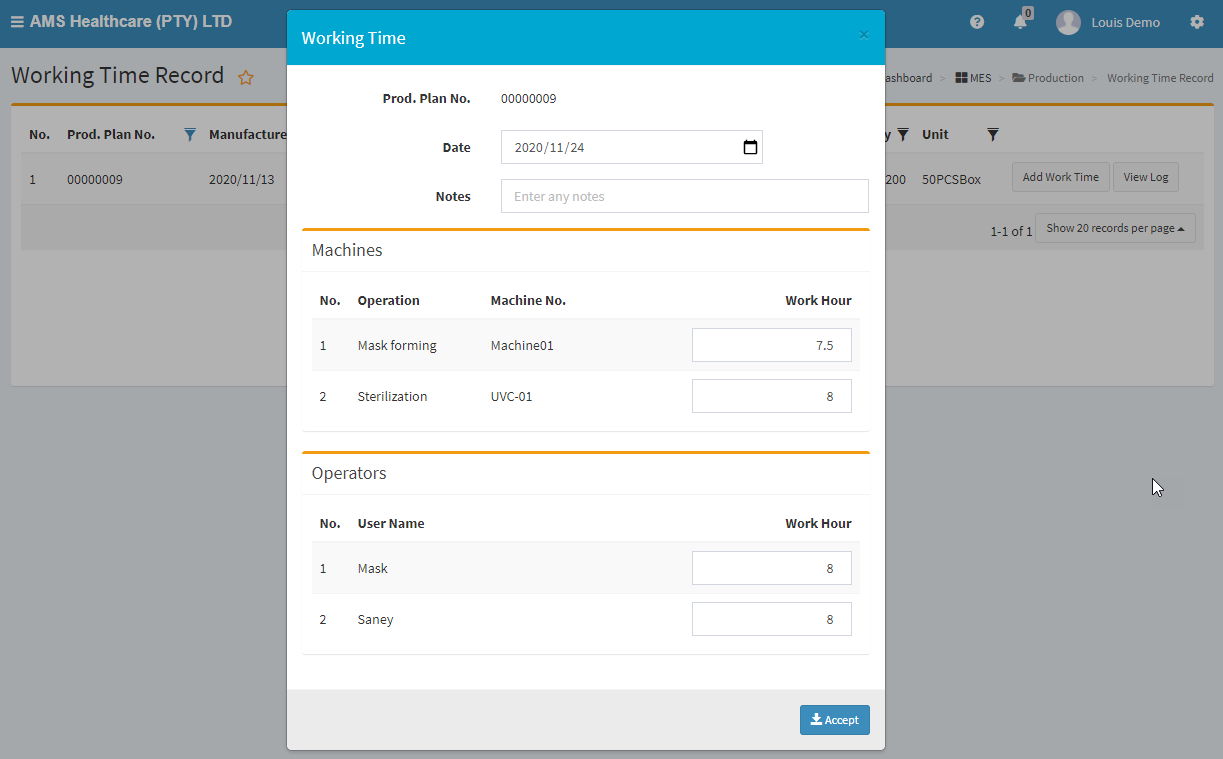 AMS Healthcare (PTY) LTD
0
Louis Demo
Working Time Record
MES > Production > Working Time Record
No. Prod. Plan No. Manufacture
Unit
1 00000009 2020/11/13
200 50PCSBox Add Work Time View Log
1-1 of 1 Show 20 records per page
Working Time ×
Prod. Plan No. 00000009
Date 2020/11/24
Notes Enter any notes
Machines
No. Operation Machine No. Work Hour
1 Mask forming Machine01 7.5
2 Sterilization UVC-01 8
Operators
No. User Name Work Hour
1 Mask 8
2 Saney 8
Accept